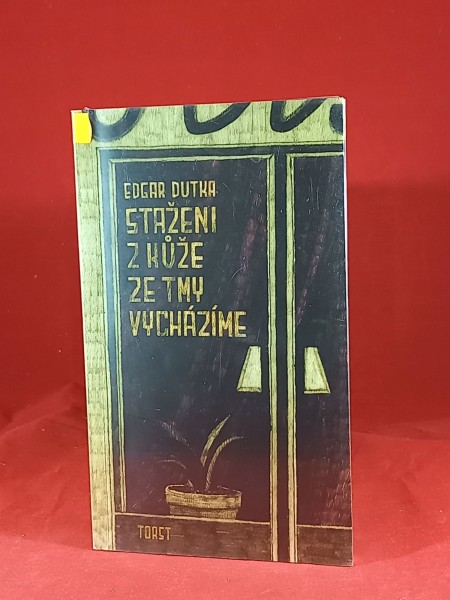 EDGAR DUTKA
STAŽENI
Z KŮŽE
ZE TMY
VYCHÁZÍME
TORST